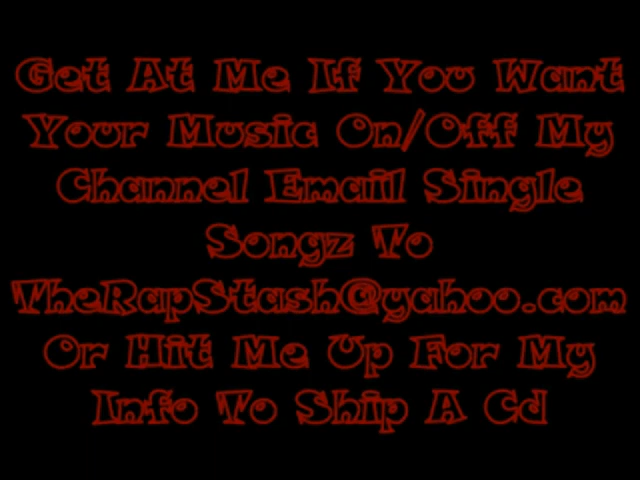 Get At Me If You Want
Your Music On/Off My
Channel Email Single
Songz To
TheRapStash@yahoo.com
Or Hit Me Up For My
Info To Ship A Cd